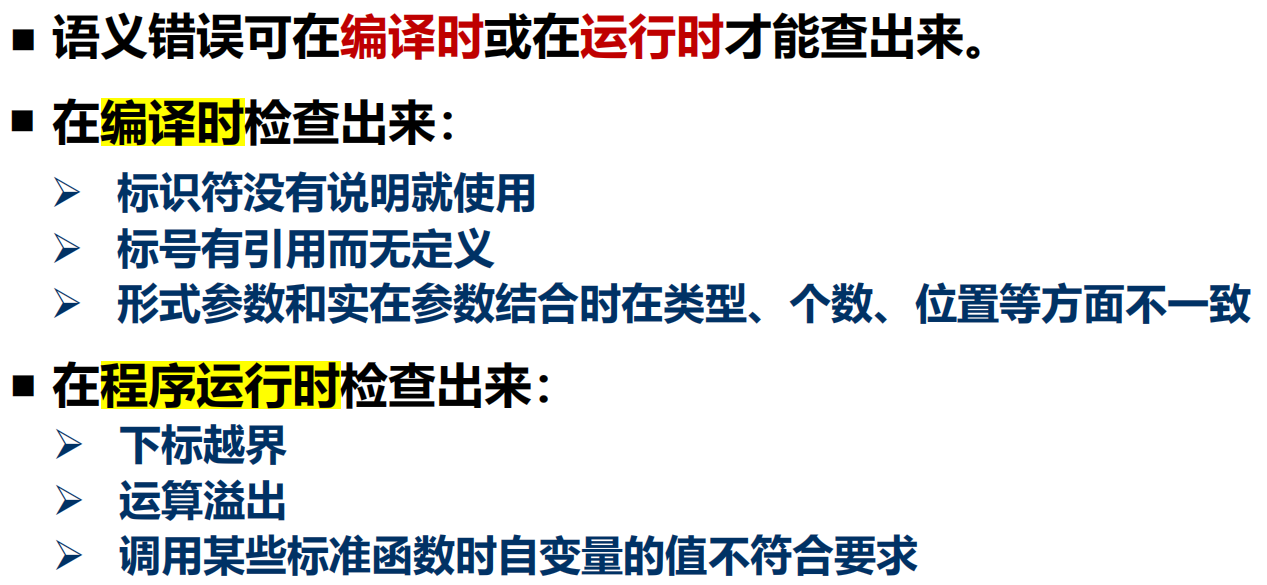 ■ 语义错误可在编译时或在运行时才能查出来。
■ 在编译时检查出来：
➢ 标识符没有说明就使用
➢ 标号有引用而无定义
➢ 形式参数和实在参数结合时在类型、个数、位置等方面不一致
■ 在程序运行时检查出来：
➢ 下标越界
➢ 运算溢出
➢ 调用某些标准函数时自变量的值不符合要求